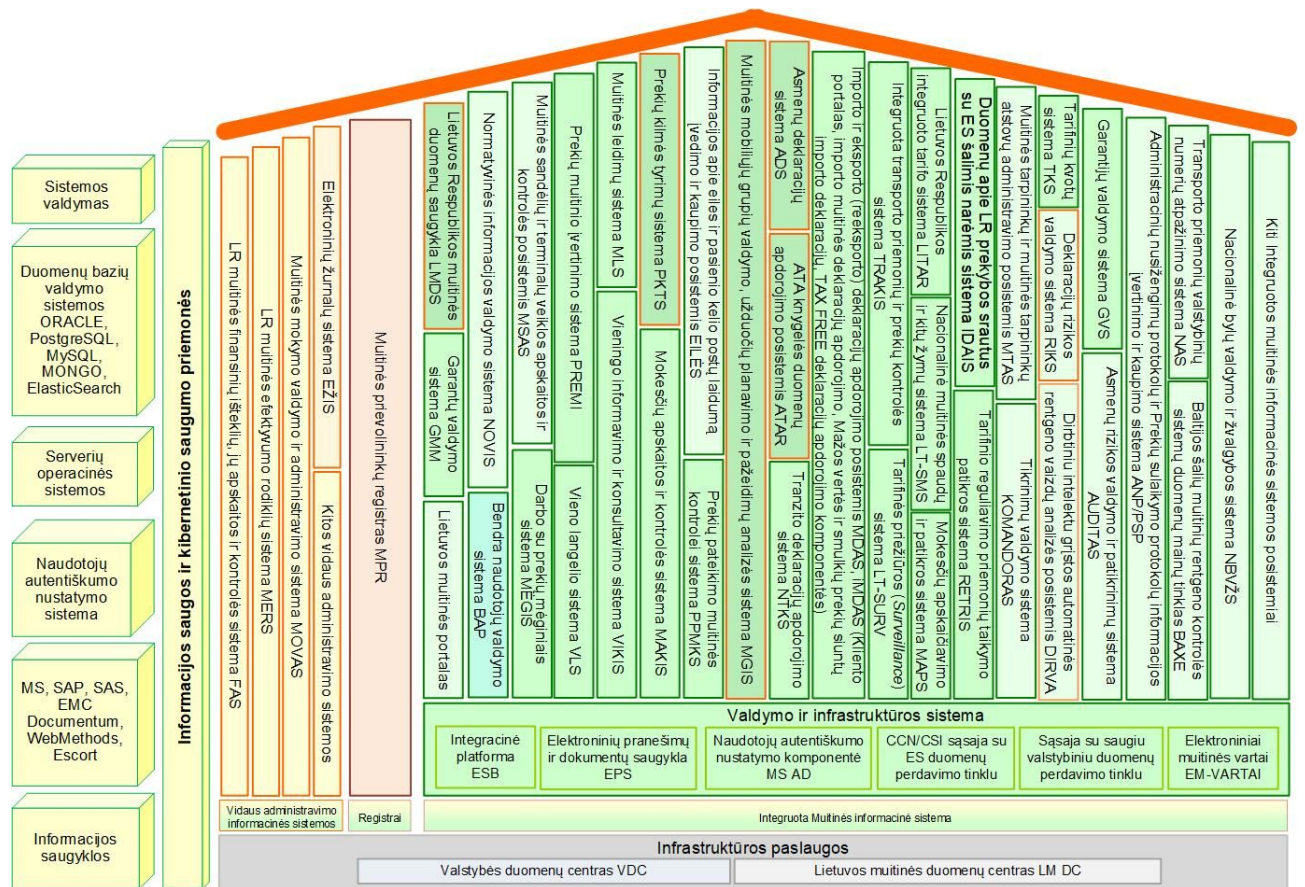 Sistemos
valdymas
Duomenų bazių
valdymo
sistemos
ORACLE,
PostgreSQL,
MySQL,
MONGO,
ElasticSearch
Serverių
operacinės
sistemos
Naudotojų
autentiškumo
nustatymo
sistema
MS, SAP, SAS,
EMC
Documentum,
WebMethods,
Escort
Informacijos
saugyklos
Informacijos saugos ir kibernetinio saugumo priemonės
LR muitinės finansinių išteklių, jų apskaitos ir kontrolės sistema FAS
LR muitinės efektyvumo rodiklių sistema MERS
Muitinės mokymo valdymo ir administravimo sistema MOVAS
Elektroninių žurnalų sistema EŽIS
Kitos vidaus administravimo sistemos
Muitinės prievolininkų registras MPR
Lietuvos Respublikos muitinės
duomenų saugykla LMDS
Garantų valdymo
sistema GMM
Lietuvos muitinės portalas
Normatyvinės informacijos valdymo sistema NOVIS
Bendra naudotojų valdymo
sistema BAP
Muitinės sandėlių ir terminalų veiklos apskaitos ir
kontrolės posistemis MSAS
Darbo su prekių mėginiais
sistema MĖGIS
Prekių muitinio įvertinimo sistema PREMI
Vieno langelio sistema VLS
Muitinės leidimų sistema MLS
Vieningo informavimo ir konsultavimo sistema VIKIS
Prekių kilmės tyrimų sistema PKTS
Mokesčių apskaitos ir kontrolės sistema MAKIS
Informacijos apie eiles ir pasienio kelio postų laidumą
įvedimo ir kaupimo posistemis EILĖS
Prekių pateikimo muitinės
kontrolei sistema PPMKS
Muitinės mobiliųjų grupių valdymo, užduočių planavimo ir pažeidimų analizės sistema MGIS
Asmenų deklaracijų
sistema ADS
ATA knygelės duomenų
apdorojimo posistemis ATAR
Tranzito deklaracijų apdorojimo
sistema NTKS
Importo ir eksporto (reeksporto) deklaracijų apdorojimo posistemis MDAS, iMDAS (Kliento
portalas, importo muitinės deklaracijų apdorojimo, Mažos vertės ir smulkių prekių siuntų
importo deklaracijų, TAX FREE deklaracijų apdorojimo komponentės)
Integruota transporto priemonių ir prekių kontrolės
sistema TRAKIS
Tarifinės priežiūros (Surveillance)
sistema LT-SURV
Lietuvos Respublikos
integruoto tarifo sistema LITAR
Nacionalinė muitinės spaudų
ir kitų žymų sistema LT-SMS
Mokesčių apskaičiavimo
ir patikros sistema MAPS
Duomenų apie LR prekybos srautus
su ES šalimis narėmis sistema IDAIS
Tarifinio reguliavimo priemonių taikymo
patikros sistema RETRIS
Muitinės tarpininkų ir muitinės tarpininkų
atstovų administravimo posistemis MTAS
Tikrinimų valdymo sistema
KOMANDORAS
Tarifinių kvotų
sistema TKS
Deklaracijų rizikos
valdymo sistema RIKS
Dirbtiniu intelektu grįstos automatinės
rentgeno vaizdų analizės posistemis DIRVA
Garantijų valdymo sistema GVS
Asmenų rizikos valdymo ir patikrinimų sistema
AUDITAS
Administracinių nusižengimų protokolų ir Prekių sulaikymo protokolų informacijos
įvertinimo ir kaupimo sistema ANP/PSP
Transporto priemonių valstybinių
numerių atpažinimo sistema NAS
Baltijos šalių muitinių rentgeno kontrolės
sistemų duomenų mainų tinklas BAXE
Nacionalinė bylų valdymo ir žvalgybos sistema NBVŽS
Kiti Integruotos muitinės informacinės sistemos posistemiai
Valdymo ir infrastruktūros sistema
Integracinė
platforma
ESB
Elektroninių pranešimų
ir dokumentų saugykla
EPS
Naudotojų autentiškumo
nustatymo komponentė
MS AD
CCN/CSI sąsaja su
ES duomenų
perdavimo tinklu
Sąsaja su saugiu
valstybiniu duomenų
perdavimo tinklu
Elektroniniai
muitinės vartai
EM-VARTAI
Vidaus administravimo
informacinės sistemos
Registrai
Integruota Muitinės informacinė sistema
Infrastruktūros paslaugos
Valstybės duomenų centras VDC
Lietuvos muitinės duomenų centras LM DC